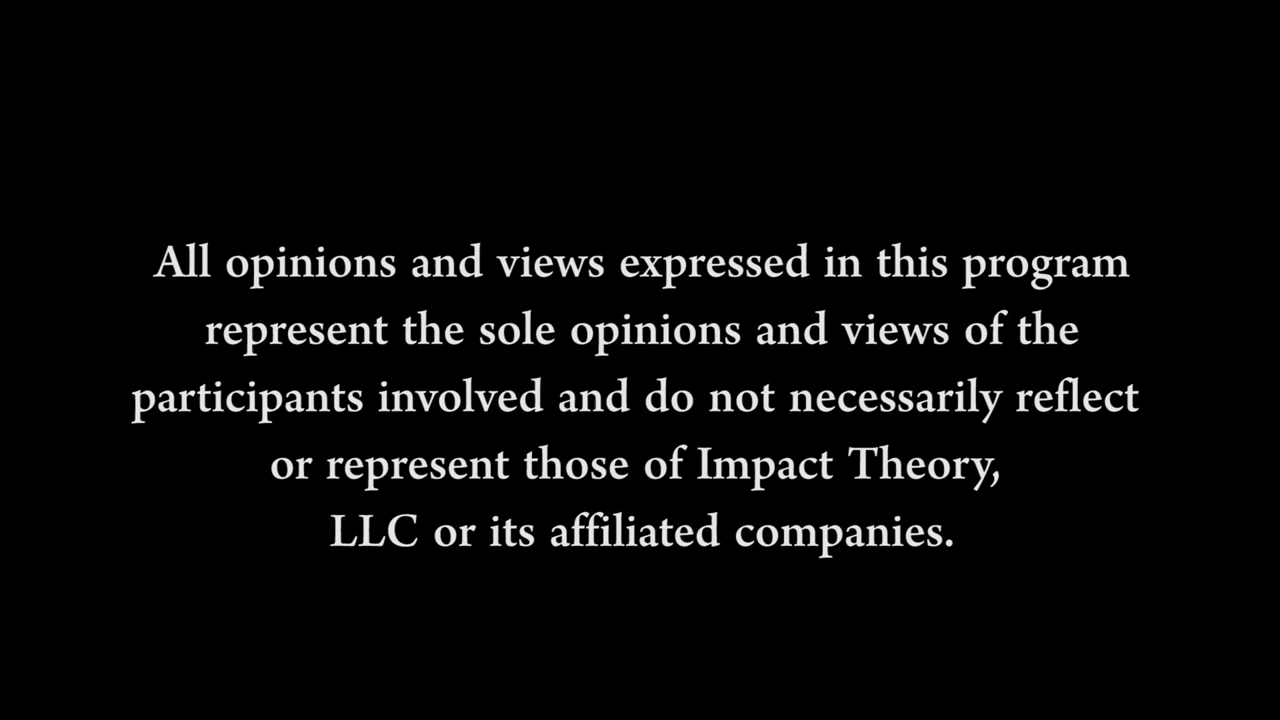 All opinions and views expressed in this program
represent the sole opinions and views of the
participants involved and do not necessarily reflect
or represent those of Impact Theory,
LLC or its affiliated companies.